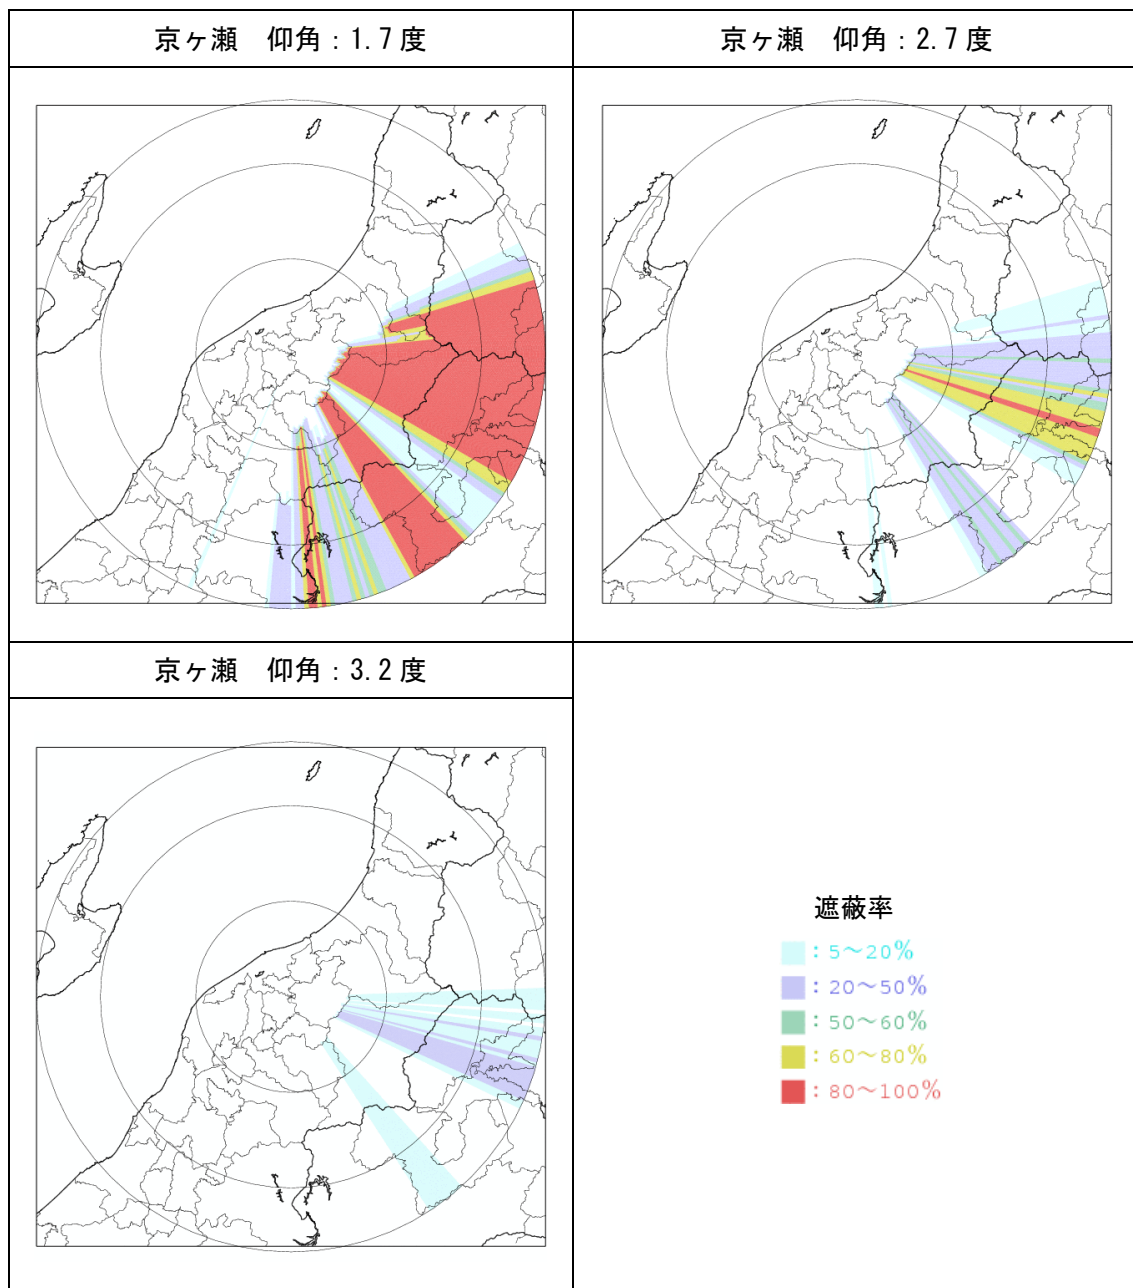 京ヶ瀬　仰角：1.7度
京ヶ瀬　仰角：2.7度
京ヶ瀬　仰角：3.2度
遮蔽率
：5～20%
：20～50%
：50～60%
：60～80%
：80～100%